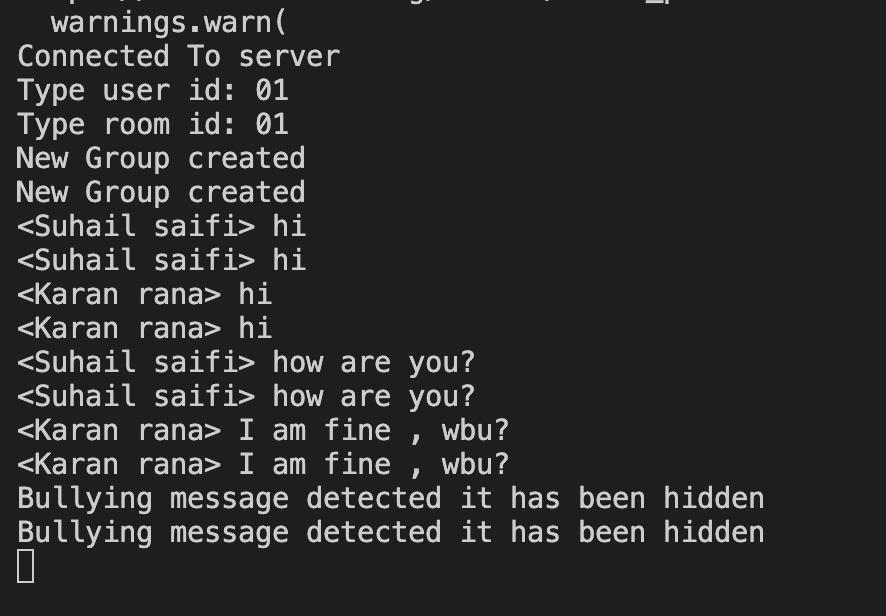 warnings.warn(
Connected To server
Type user id: 01
Type room id: 01
New Group created
New Group created
<Suhail saifi> hi
<Suhail saifi> hi
<Karan rana> hi
<Karan rana> hi
<Suhail saifi> how are you?
<Suhail saifi> how are you?
<Karan rana> I am fine , wbu?
<Karan rana> I am fine , wbu?
Bullying message detected it has been hidden
Bullying message detected it has been hidden